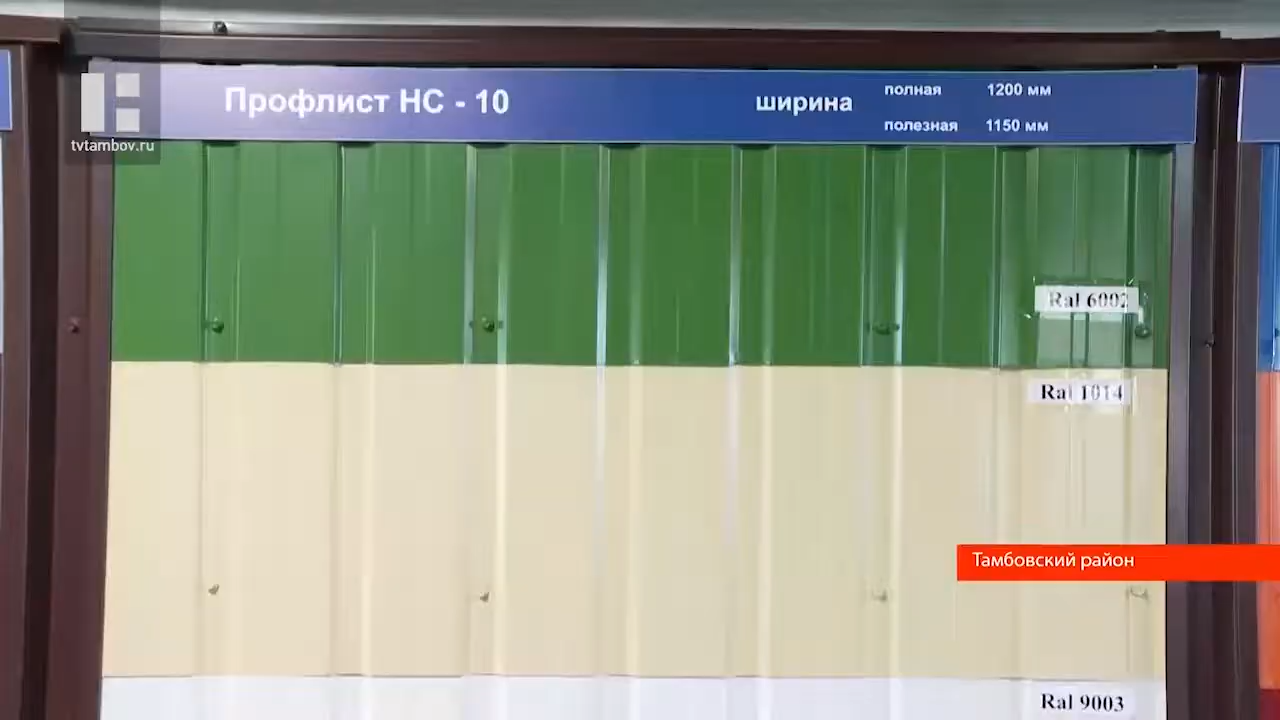 Профлист НС - 10
ширина
полная 1200 мм
полезная 1150 мм
tvtambov.ru
Ral 6002
Ral 1014
Тамбовский район
Ral 9003